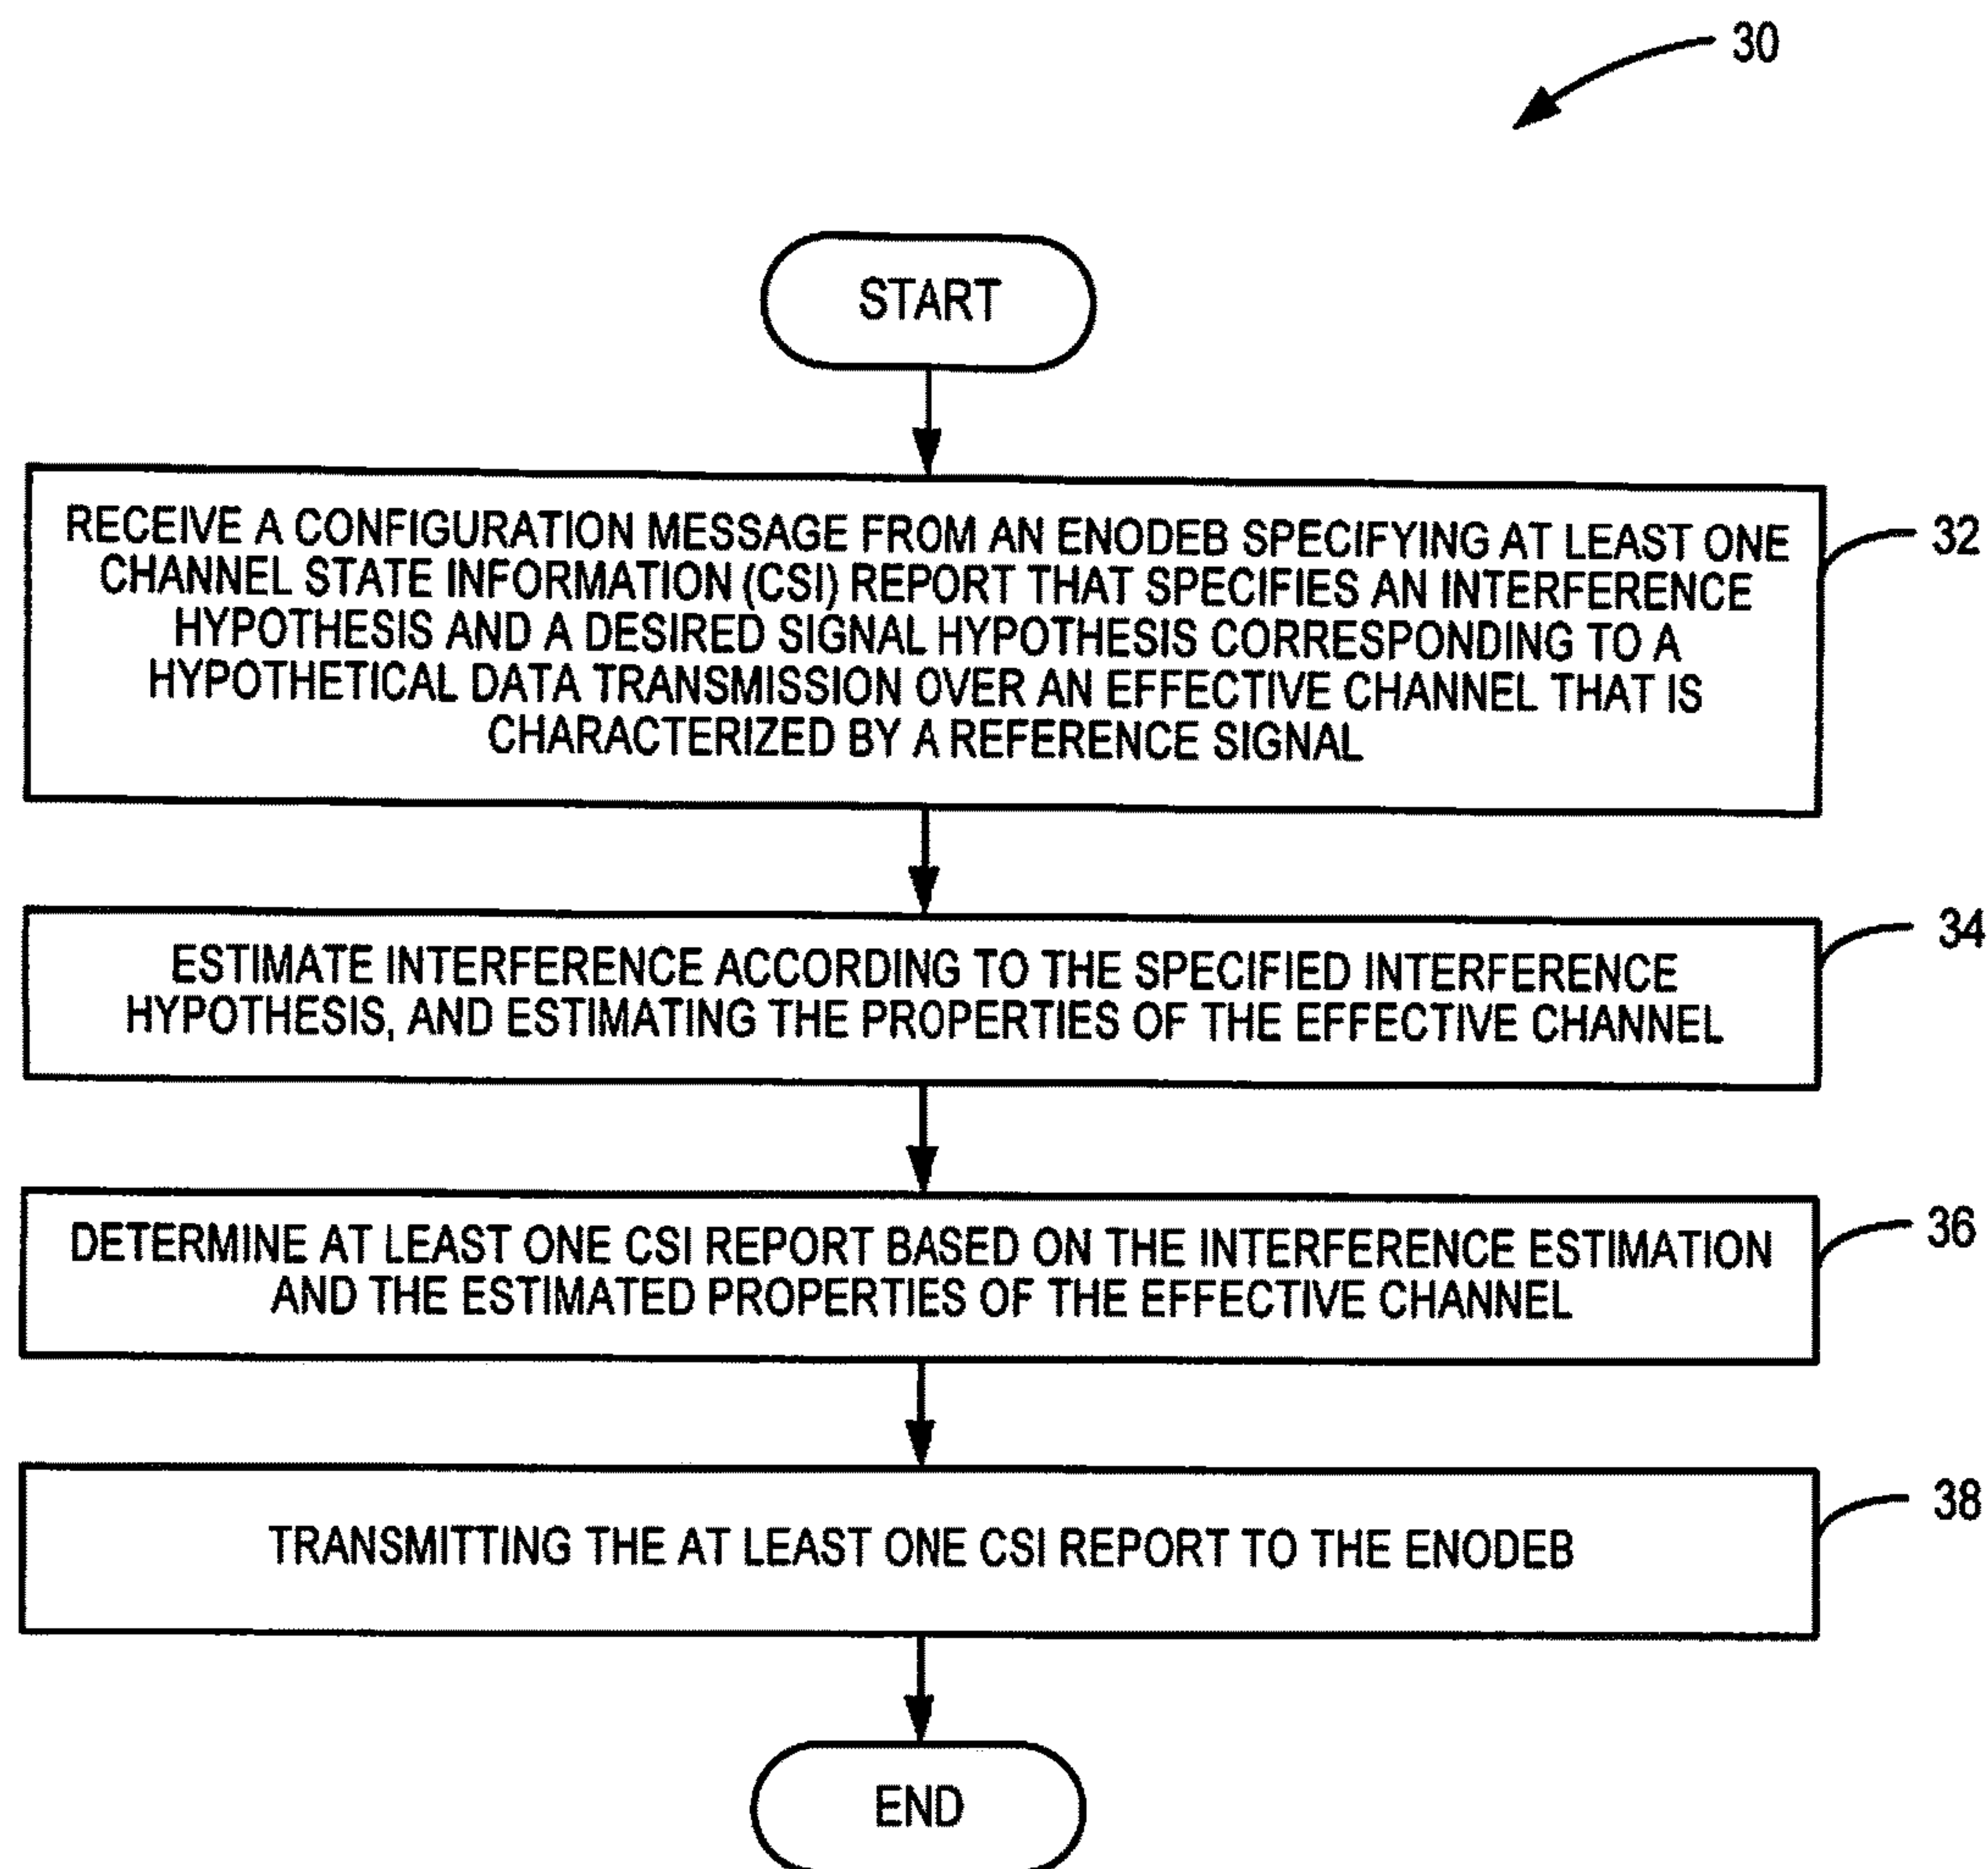 30
START
RECEIVE A CONFIGURATION MESSAGE FROM AN ENODEB SPECIFYING AT LEAST ONE
CHANNEL STATE INFORMATION (CSI) REPORT THAT SPECIFIES AN INTERFERENCE
HYPOTHESIS AND A DESIRED SIGNAL HYPOTHESIS CORRESPONDING TO A
HYPOTHETICAL DATA TRANSMISSION OVER AN EFFECTIVE CHANNEL THAT IS
CHARACTERIZED BY A REFERENCE SIGNAL
32
ESTIMATE INTERFERENCE ACCORDING TO THE SPECIFIED INTERFERENCE
HYPOTHESIS, AND ESTIMATING THE PROPERTIES OF THE EFFECTIVE CHANNEL
34
DETERMINE AT LEAST ONE CSI REPORT BASED ON THE INTERFERENCE ESTIMATION
AND THE ESTIMATED PROPERTIES OF THE EFFECTIVE CHANNEL
36
TRANSMITTING THE AT LEAST ONE CSI REPORT TO THE ENODEB
38
END